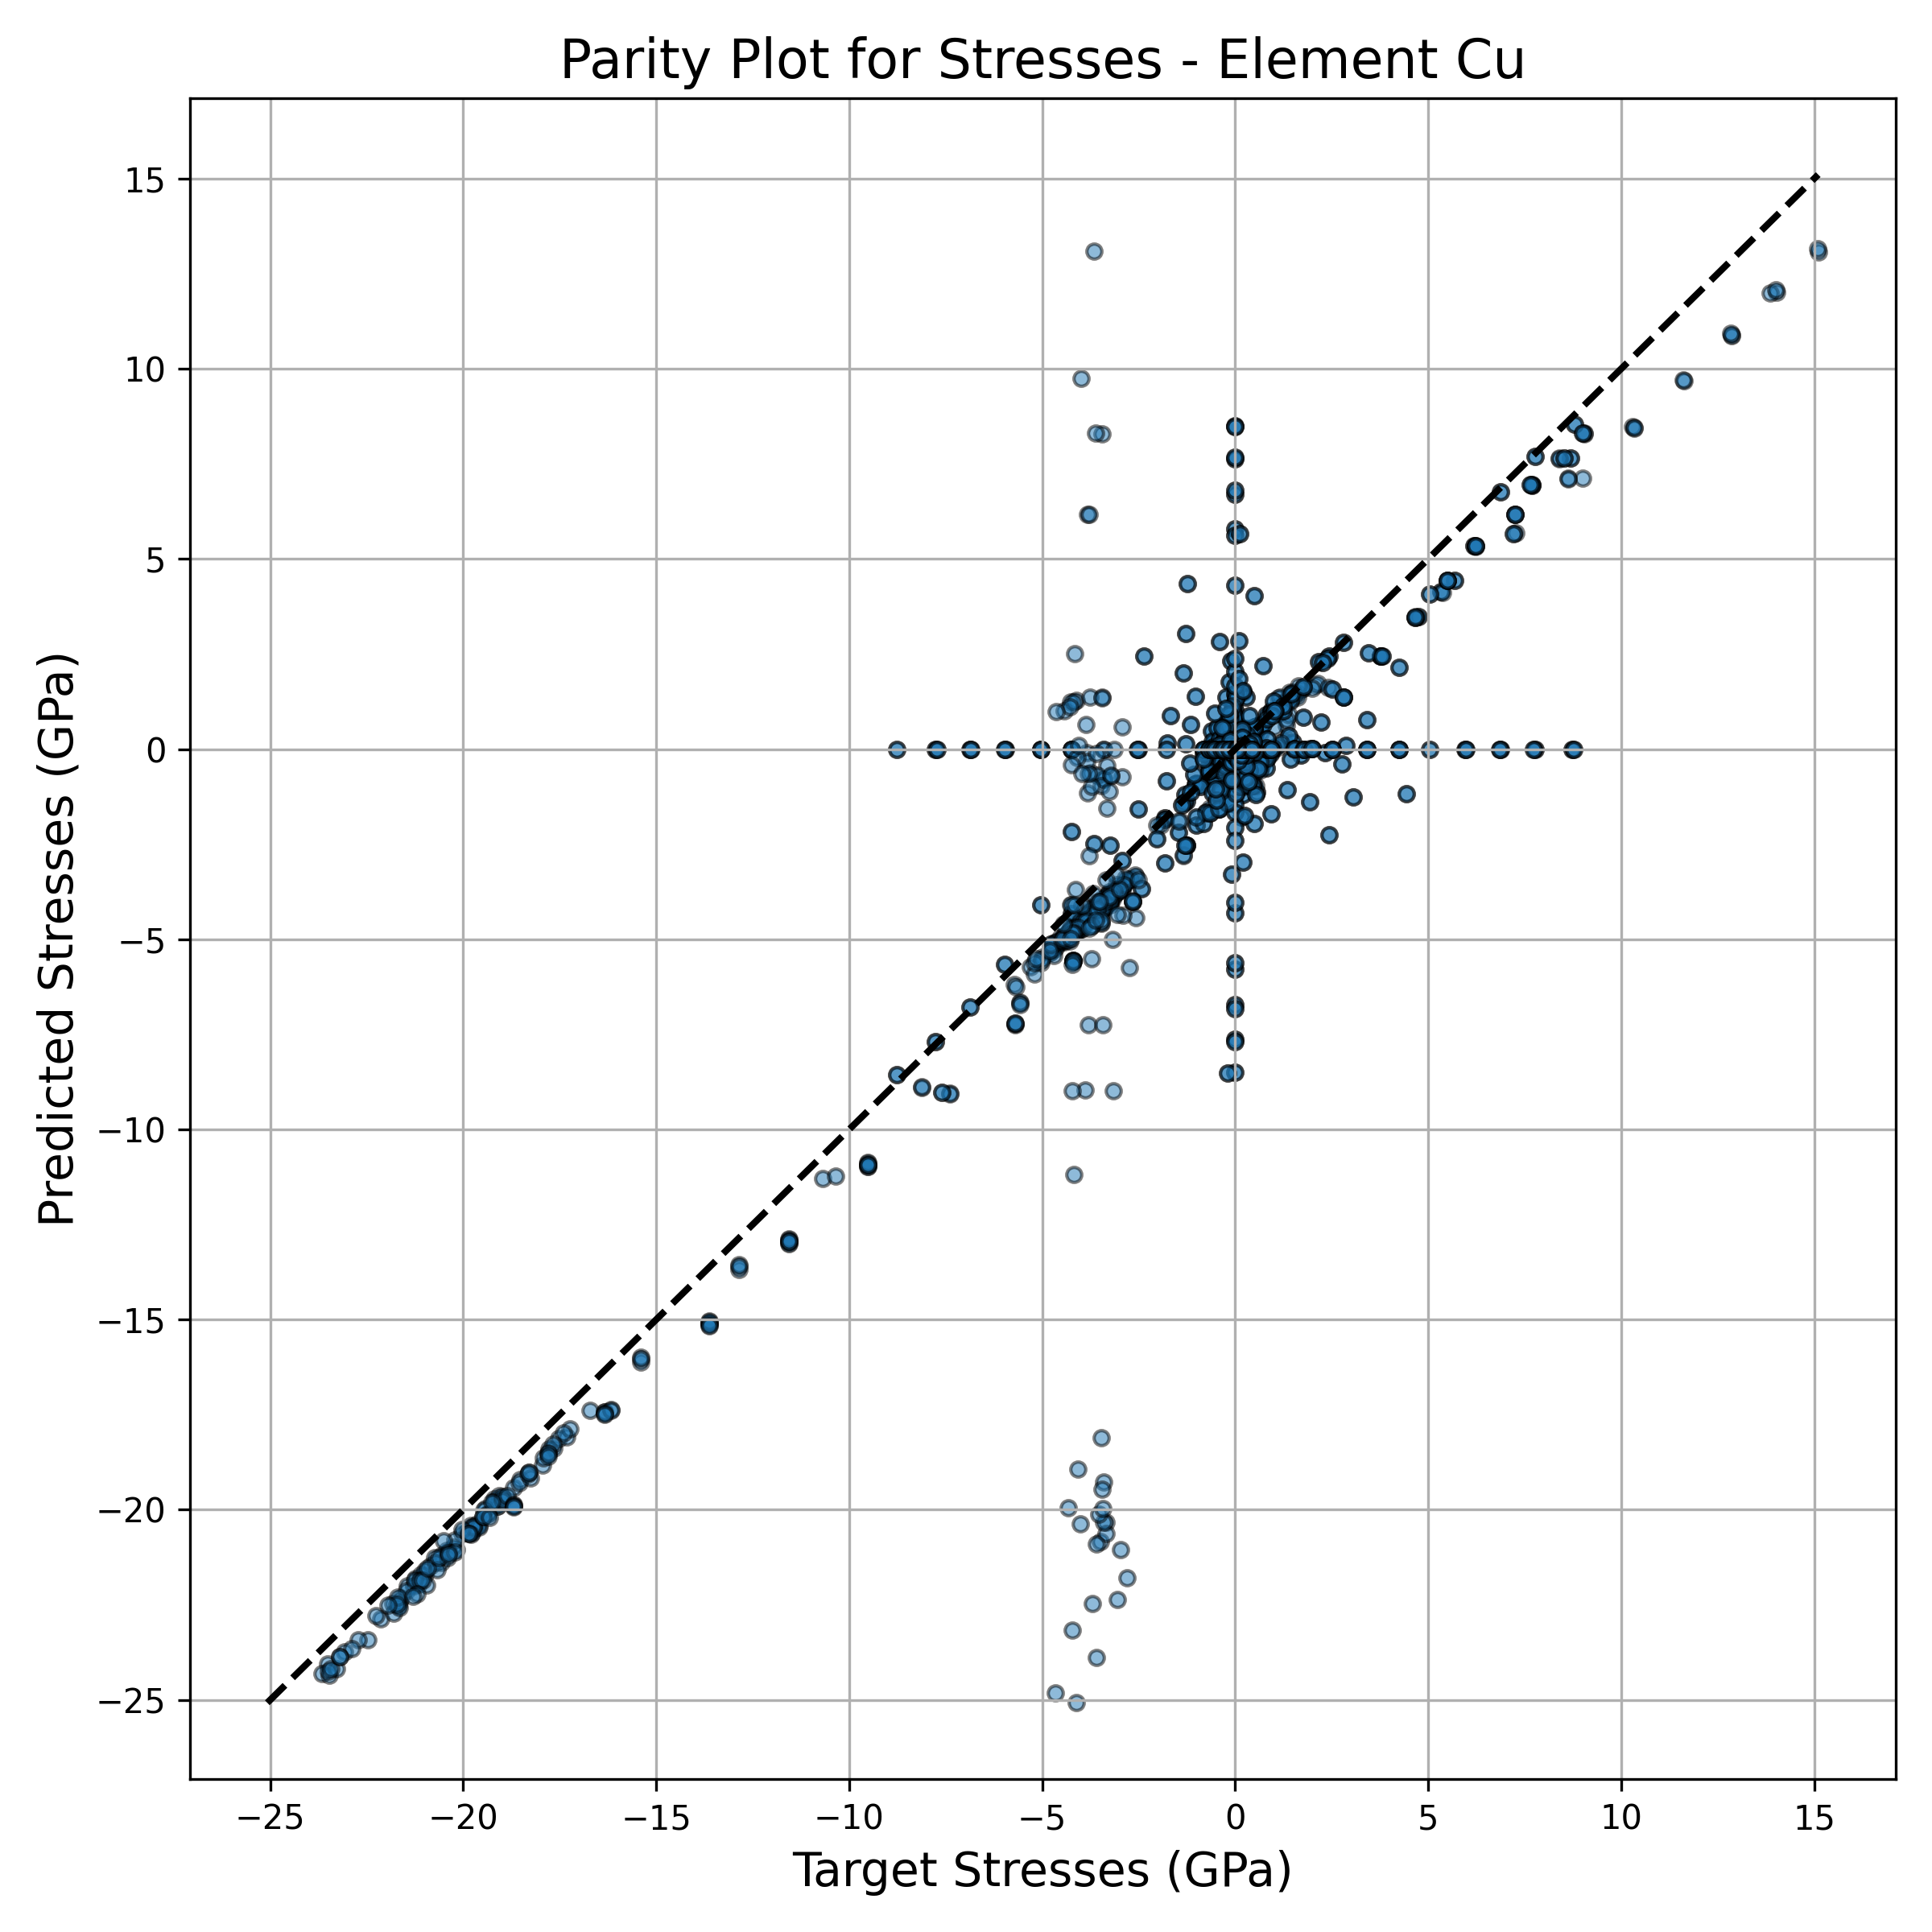 Parity Plot for Stresses - Element Cu
Predicted Stresses (GPa)
15
10
5
0
−5
−10
−15
−20
−25
−25 −20 −15 −10 −5 0 5 10 15
Target Stresses (GPa)